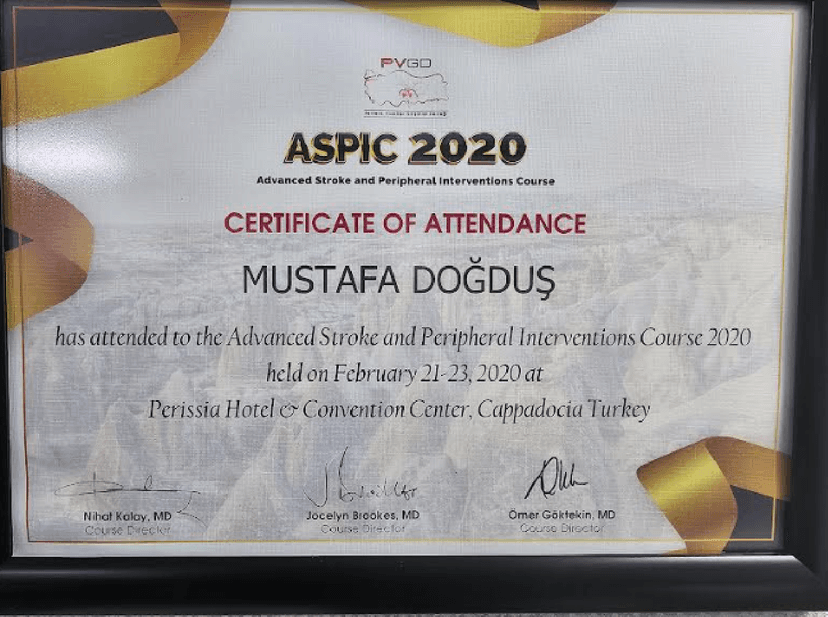 PVGD
ASPIC 2020
Advanced Stroke and Peripheral Interventions Course
CERTIFICATE OF ATTENDANCE
MUSTAFA DOĞDUŞ
has attended to the Advanced Stroke and Peripheral Interventions Course 2020
held on February 21-23, 2020 at
Perissia Hotel & Convention Center, Cappadocia Turkey
Nihat Kalay, MD
Course Director
Jocelyn Brookes, MD
Course Director
Ömer Göktekin, MD
Course Director